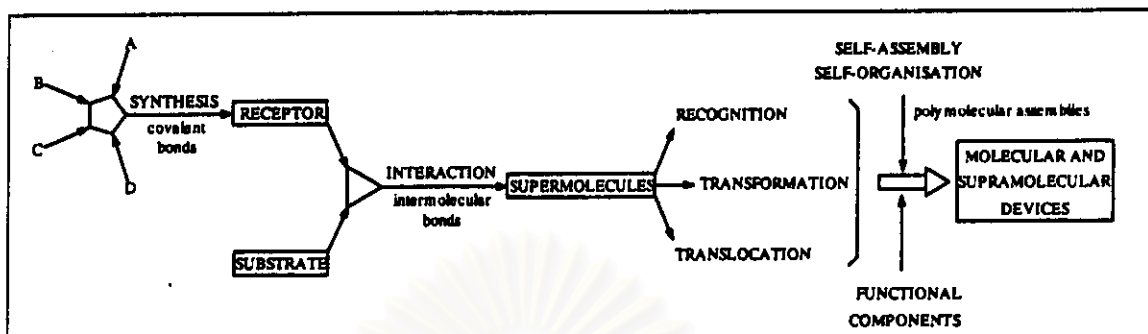 A
B
C
D
SYNTHESIS
covalant
bonds
RECEPTOR
SUBSTRATE
INTERACTION
intermolecular
bonds
SUPERMOLECULES
RECOGNITION
TRANSFORMATION
TRANSLOCATION
SELF-ASSEMBLY
SELF-ORGANISATION
polymolecular assemblies
FUNCTIONAL
COMPONENTS
MOLECULAR AND
SUPRAMOLECULAR
DEVICES